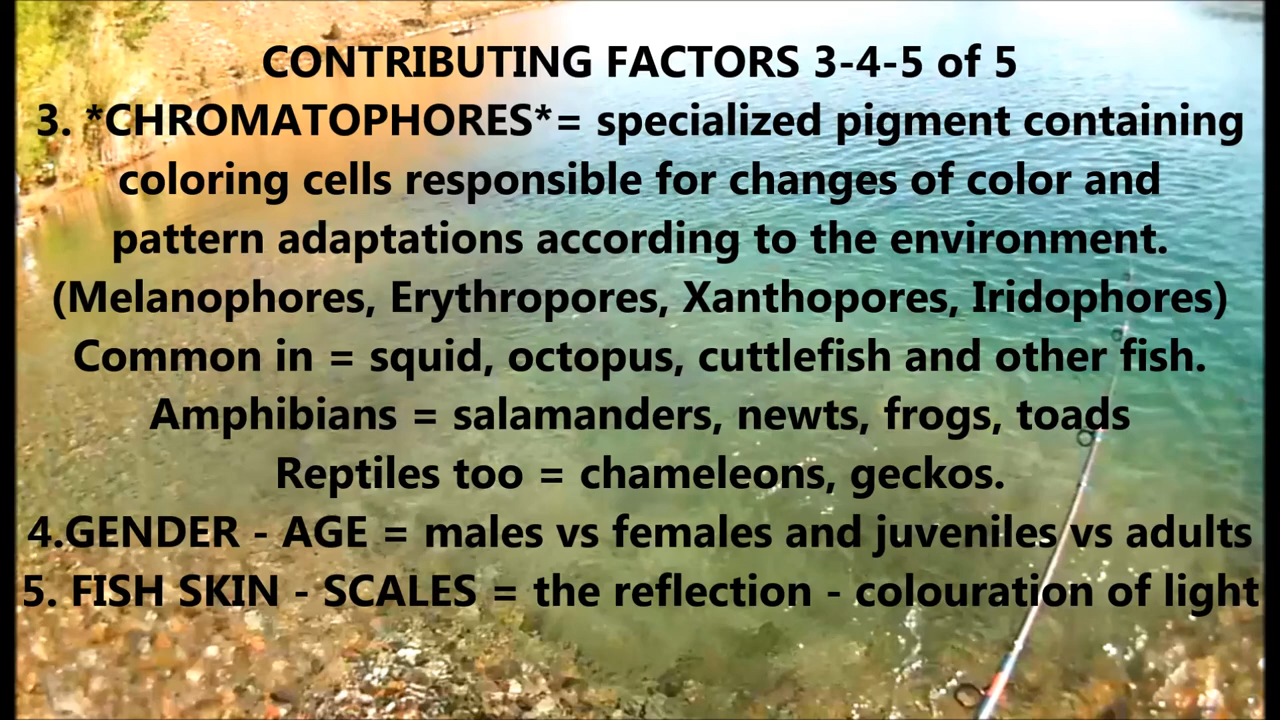 CONTRIBUTING FACTORS 3-4-5 of 5
3. *CHROMATOPHORES*= specialized pigment containing
coloring cells responsible for changes of color and
pattern adaptations according to the environment.
(Melanophores, Erythropores, Xanthopores, Iridophores)
Common in = squid, octopus, cuttlefish and other fish.
Amphibians = salamanders, newts, frogs, toads
Reptiles too = chameleons, geckos.
4.GENDER - AGE = males vs females and juveniles vs adults
5. FISH SKIN - SCALES = the reflection - colouration of light